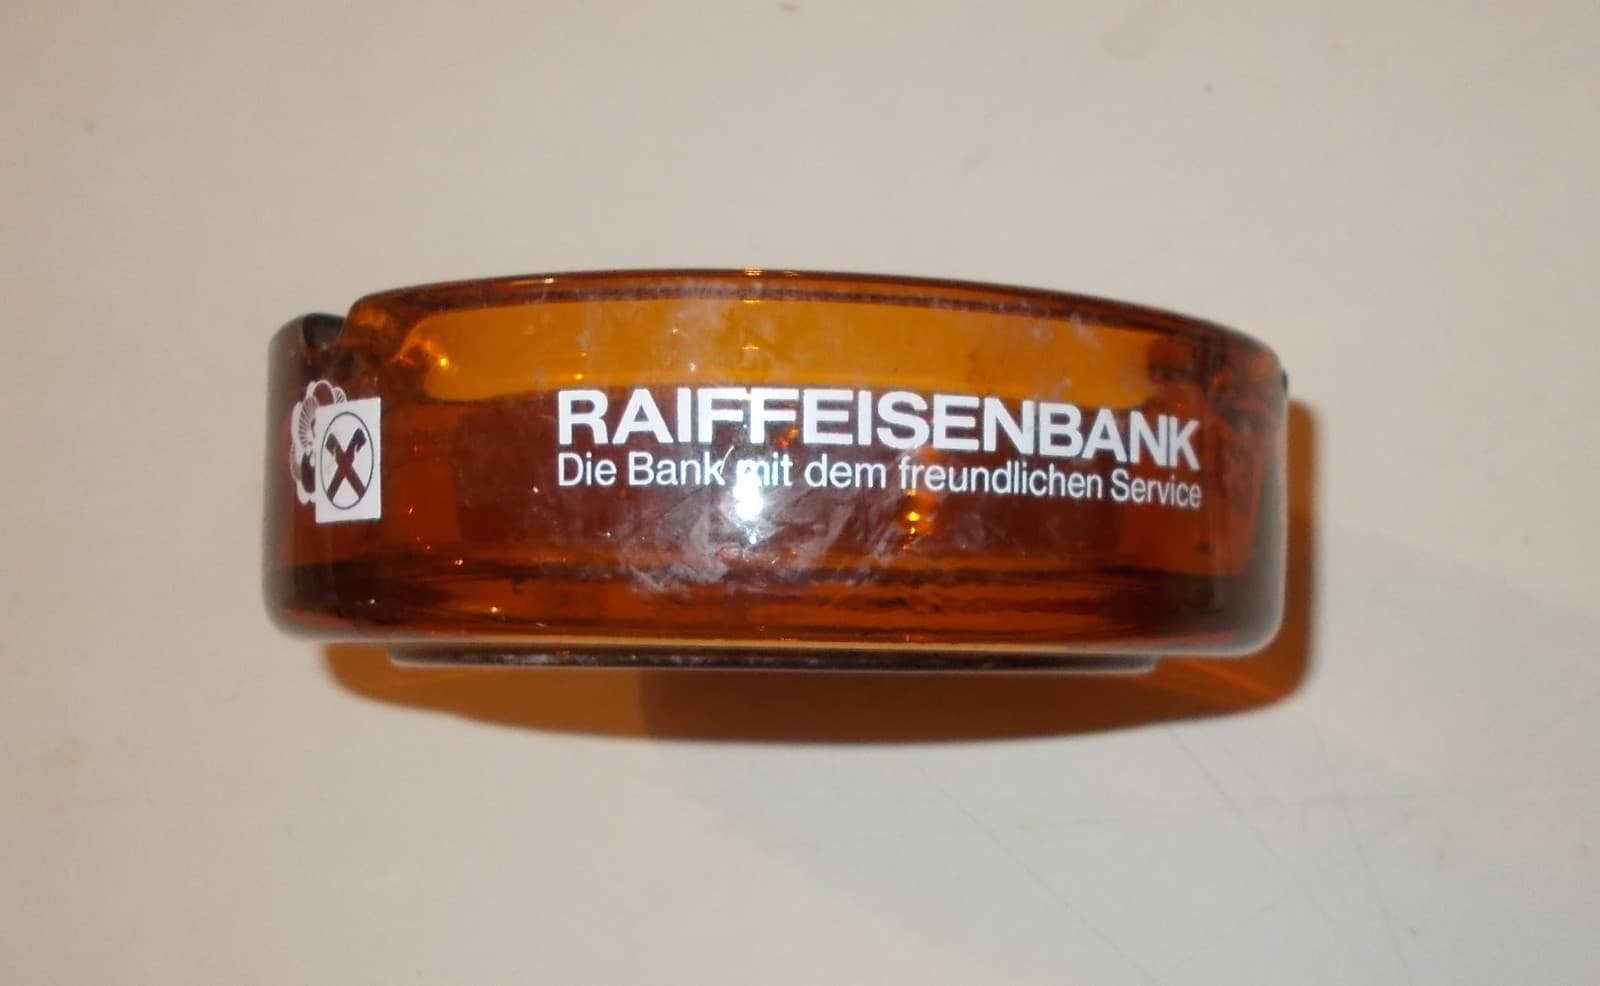 RAIFFEISENBANK
Die Bank mit dem freundlichen Service